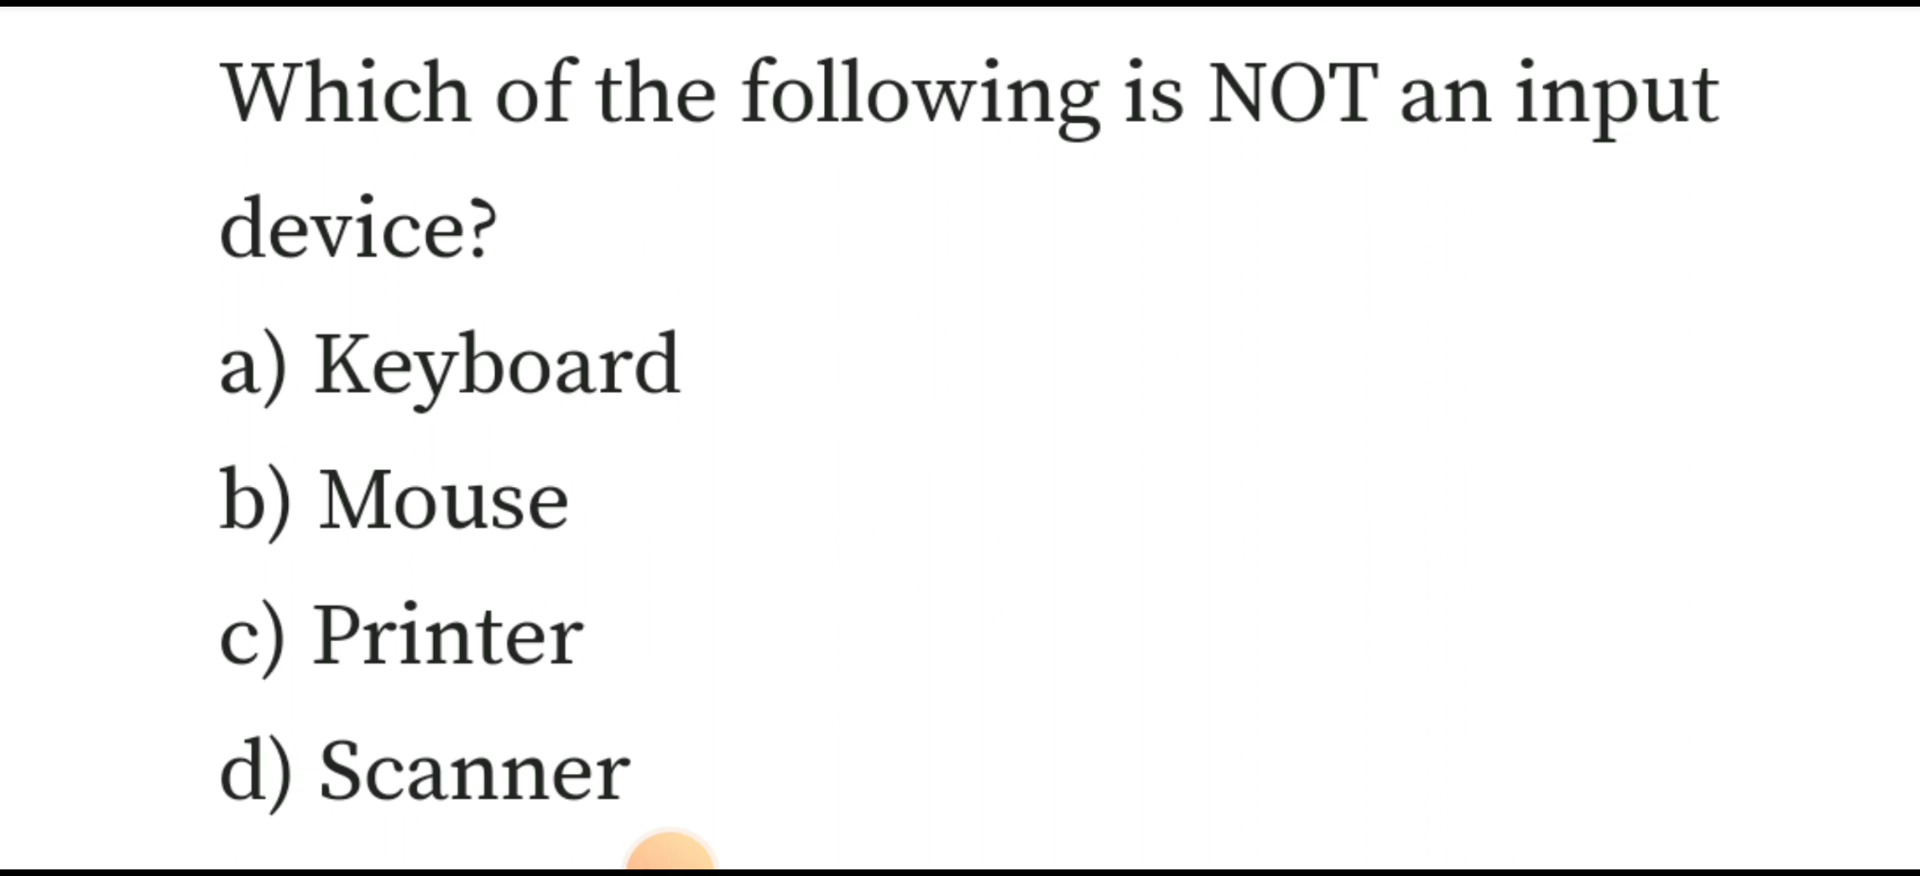 Which of the following is NOT an input
device?
a) Keyboard
b) Mouse
c) Printer
d) Scanner